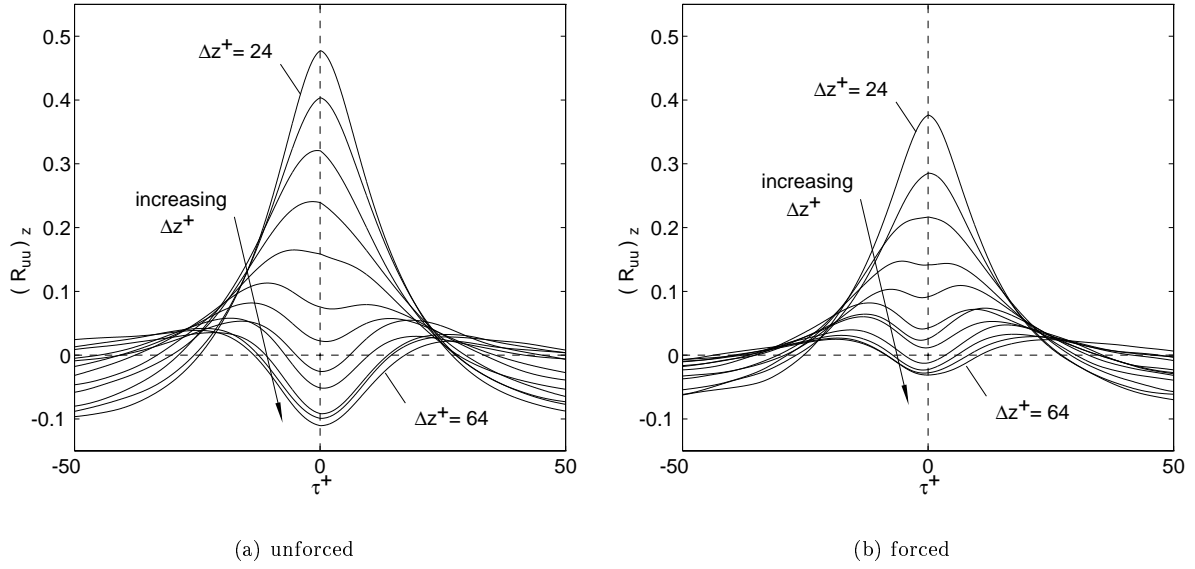 0.5
0.4
0.3
0.2
0.1
0
-0.1
-50
0
50
( R_uu )_z
τ^+
Δz^+ = 24
increasing
Δz^+
Δz^+ = 64
(a) unforced
0.5
0.4
0.3
0.2
0.1
0
-0.1
-50
0
50
( R_uu )_z
τ^+
Δz^+ = 24
increasing
Δz^+
Δz^+ = 64
(b) forced